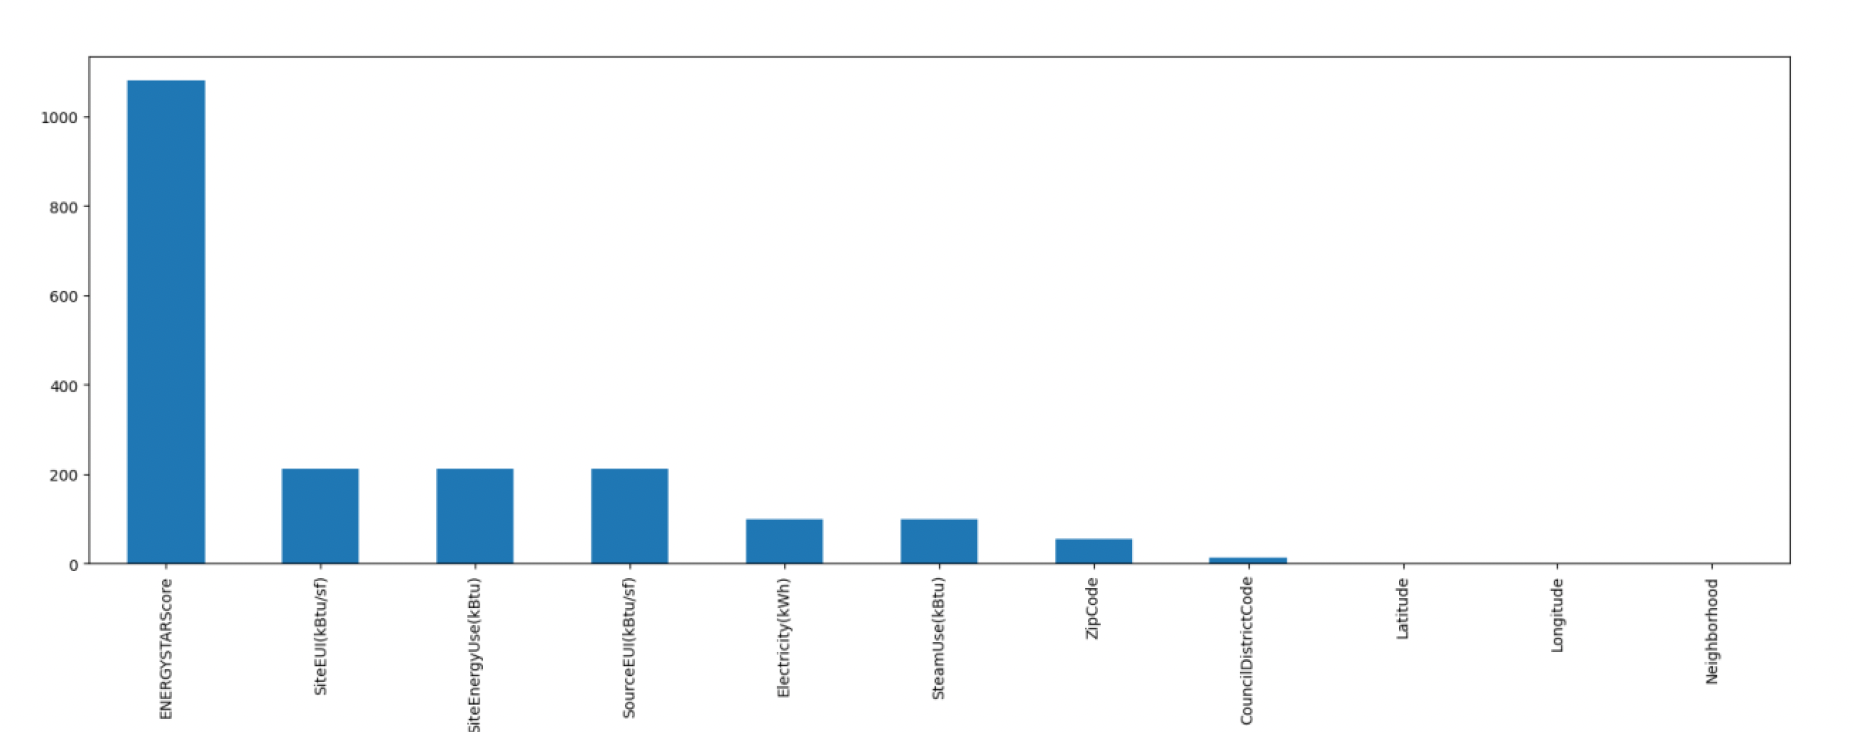 1000
800
600
400
200
0
ENERGYSTARScore
SiteEUI(kBtu/sf)
SiteEnergyUse(kBtu)
SourceEUI(kBtu/sf)
Electricity(kWh)
SteamUse(kBtu)
ZipCode
CouncilDistrictCode
Latitude
Longitude
Neighborhood